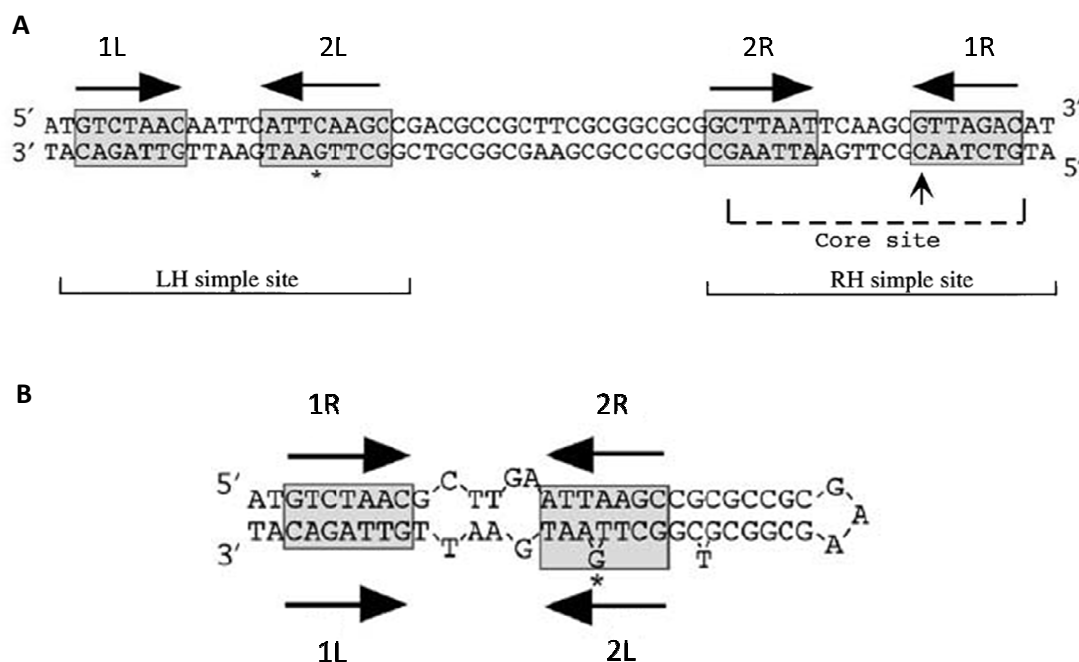 A
1L 2L 2R 1R
5′ ATGTCTAACAATTCATTCAAGCCGACGCCGCTTCGCGGCGCGGCTTAATTCAAGCGTTAGACAT 3′
3′ TACAGATTGTTAAGTAAGTTCGGCTGCGGCGAAGCGCCGCGCCGAATTAAGTTCGCAATCTGTA 5′
*
Core site
LH simple site RH simple site
B
1R 2R
5′ ATGTCTAACG C TT GA ATTAAGCCGCGCCGC G A
3′ TACAGATTGT T AA G TAATTCGGCGCGGCG A
G T
*
1L 2L